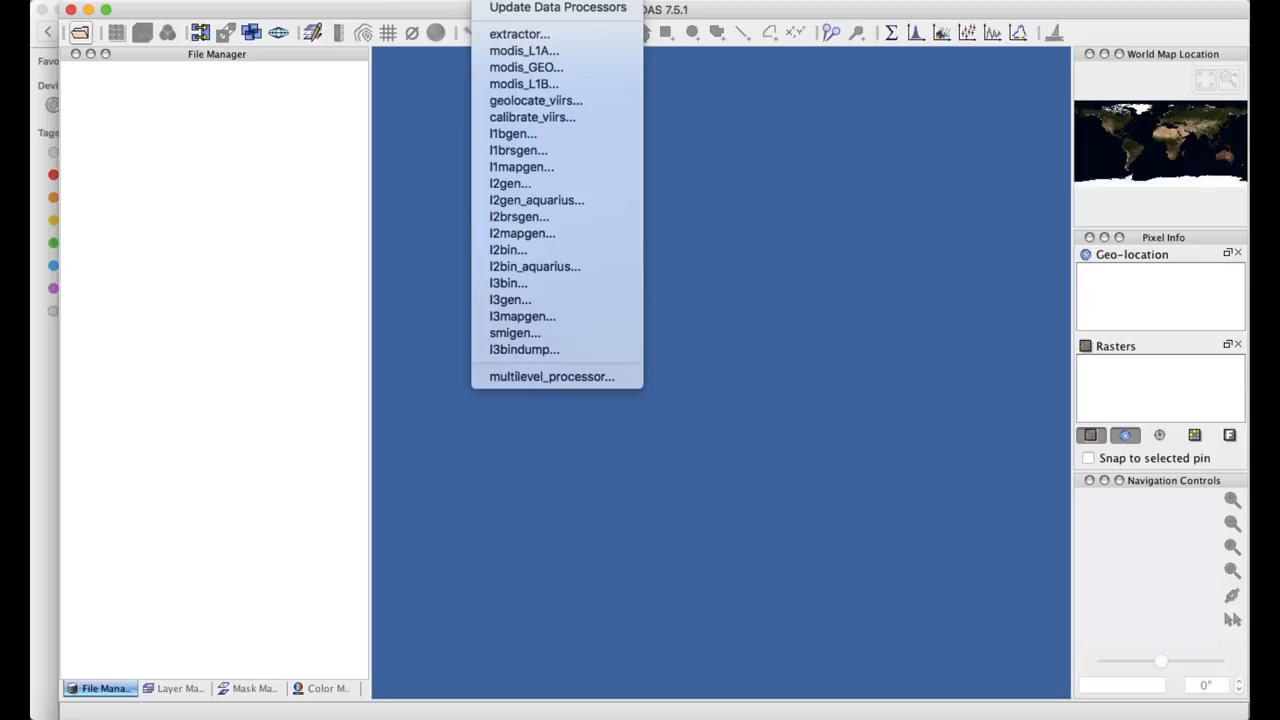 Update Data Processors
DAS 7.5.1
extractor...
modis_L1A...
modis_GEO...
modis_L1B...
geolocate_viirs...
calibrate_viirs...
l1bgen...
l1brsgen...
l1mapgen...
l2gen...
l2gen_aquarius...
l2brsgen...
l2mapgen...
l2bin...
l2bin_aquarius...
l3bin...
l3gen...
l3mapgen...
smigen...
l3bindump...
multilevel_processor...
Favo
Devi
Tags
File Manager
World Map Location
Pixel Info
Geo-location
Rasters
Snap to selected pin
Navigation Controls
0°
File Mana..
Layer Ma..
Mask Ma..
Color M..